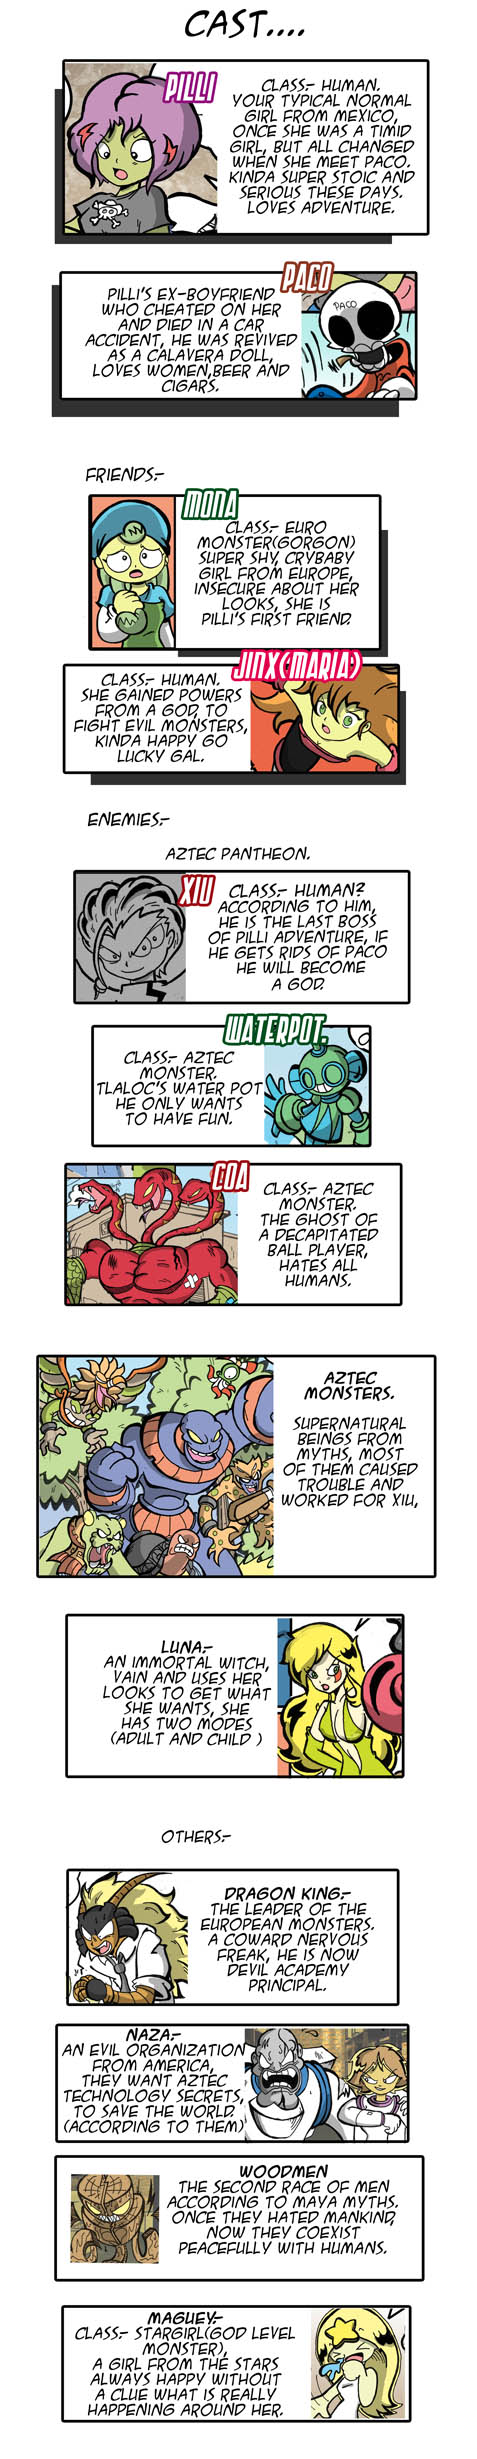 CAST....
PILLI
CLASS:- HUMAN.
YOUR TYPICAL NORMAL
GIRL FROM MEXICO,
ONCE SHE WAS A TIMID
GIRL, BUT ALL CHANGED
WHEN SHE MEET PACO.
KINDA SUPER STOIC AND
SERIOUS THESE DAYS.
LOVES ADVENTURE.
PACO
PILLI'S EX-BOYFRIEND
WHO CHEATED ON HER
AND DIED IN A CAR
ACCIDENT, HE WAS REVIVED
AS A CALAVERA DOLL,
LOVES WOMEN,BEER AND
CIGARS.
PACO
FRIENDS:-
MONA
CLASS:- EURO
MONSTER(GORGON)
SUPER SHY, CRYBABY
GIRL FROM EUROPE,
INSECURE ABOUT HER
LOOKS, SHE IS
PILLI'S FIRST FRIEND.
JINX(MARIA)
CLASS:- HUMAN.
SHE GAINED POWERS
FROM A GOD, TO
FIGHT EVIL MONSTERS,
KINDA HAPPY GO
LUCKY GAL.
ENEMIES:-
AZTEC PANTHEON.
XIU
CLASS:- HUMAN?
ACCORDING TO HIM,
HE IS THE LAST BOSS
OF PILLI ADVENTURE, IF
HE GETS RIDS OF PACO
HE WILL BECOME
A GOD.
WATERPOT.
CLASS:- AZTEC
MONSTER.
TLALOC'S WATER POT
HE ONLY WANTS
TO HAVE FUN.
COA
CLASS:- AZTEC
MONSTER.
THE GHOST OF
A DECAPITATED
BALL PLAYER,
HATES ALL
HUMANS.
AZTEC
MONSTERS.
SUPERNATURAL
BEINGS FROM
MYTHS, MOST
OF THEM CAUSED
TROUBLE AND
WORKED FOR XIU,
LUNA:-
AN IMMORTAL WITCH,
VAIN AND USES HER
LOOKS TO GET WHAT
SHE WANTS, SHE
HAS TWO MODES
(ADULT AND CHILD )
OTHERS:-
DRAGON KING:-
THE LEADER OF THE
EUROPEAN MONSTERS.
A COWARD NERVOUS
FREAK, HE IS NOW
DEVIL ACADEMY
PRINCIPAL.
NAZA:-
AN EVIL ORGANIZATION
FROM AMERICA,
THEY WANT AZTEC
TECHNOLOGY SECRETS,
TO SAVE THE WORLD.
(ACCORDING TO THEM)
WOODMEN
THE SECOND RACE OF MEN
ACCORDING TO MAYA MYTHS.
ONCE THEY HATED MANKIND,
NOW THEY COEXIST
PEACEFULLY WITH HUMANS.
MAGUEY:-
CLASS:- STARGIRL(GOD LEVEL
MONSTER),
A GIRL FROM THE STARS
ALWAYS HAPPY WITHOUT
A CLUE WHAT IS REALLY
HAPPENING AROUND HER.